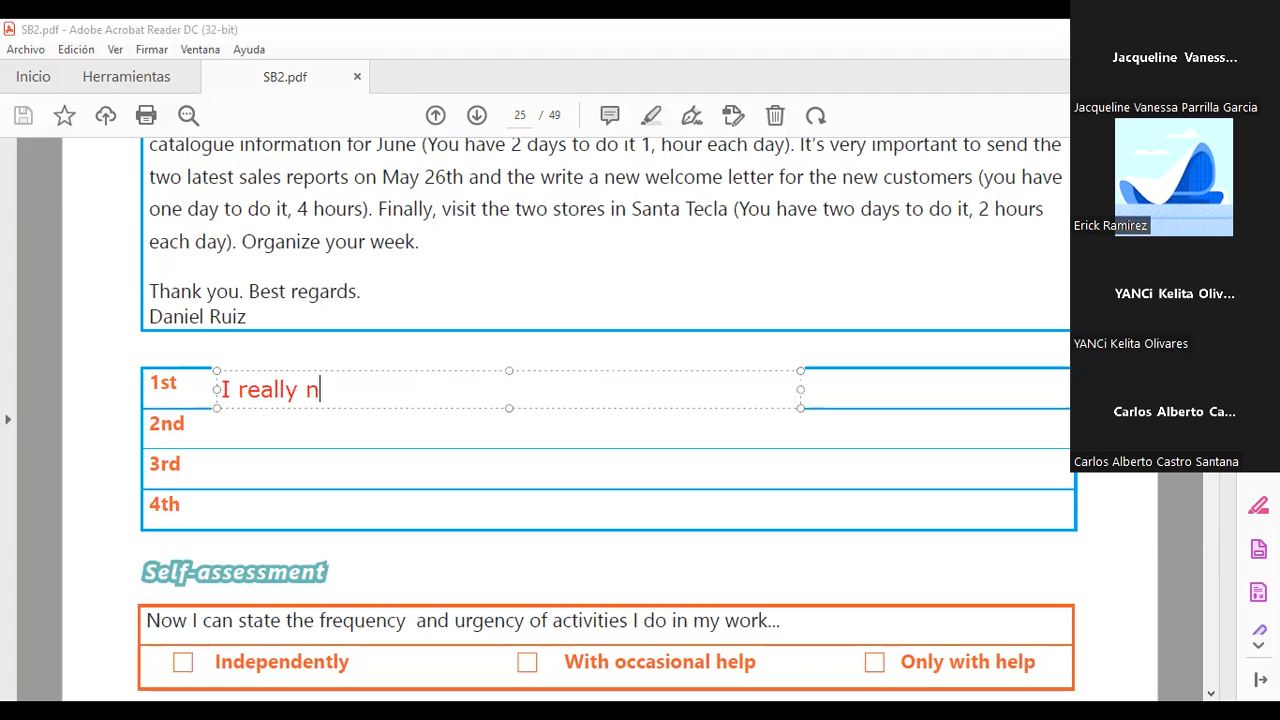 SB2.pdf - Adobe Acrobat Reader DC (32-bit)
Archivo Edición Ver Firmar Ventana Ayuda
Inicio Herramientas SB2.pdf ×
25 / 49
catalogue information for June (You have 2 days to do it 1, hour each day). It's very important to send the
two latest sales reports on May 26th and the write a new welcome letter for the new customers (you have
one day to do it, 4 hours). Finally, visit the two stores in Santa Tecla (You have two days to do it, 2 hours
each day). Organize your week.
Thank you. Best regards.
Daniel Ruiz
1st I really n
2nd
3rd
4th
Self-assessment
Now I can state the frequency and urgency of activities I do in my work...
Independently With occasional help Only with help
Jacqueline Vaness...
Jacqueline Vanessa Parrilla Garcia
Erick Ramirez
YANCi Kelita Oliv...
YANCi Kelita Olivares
Carlos Alberto Ca...
Carlos Alberto Castro Santana